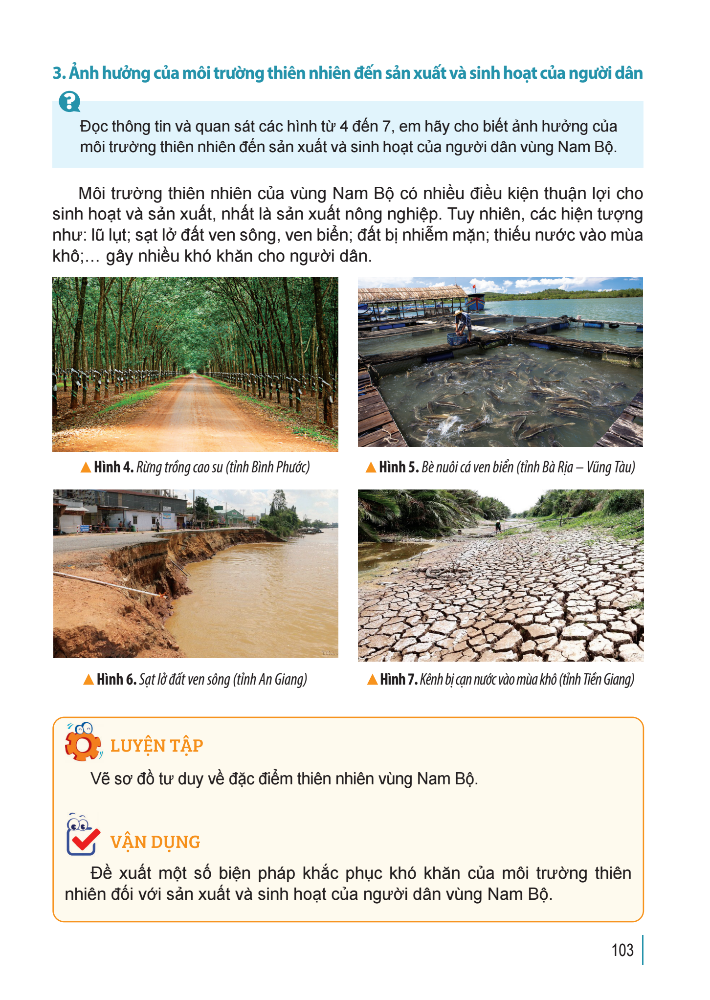 3. Ảnh hưởng của môi trường thiên nhiên đến sản xuất và sinh hoạt của người dân
?
Đọc thông tin và quan sát các hình từ 4 đến 7, em hãy cho biết ảnh hưởng của
môi trường thiên nhiên đến sản xuất và sinh hoạt của người dân vùng Nam Bộ.
Môi trường thiên nhiên của vùng Nam Bộ có nhiều điều kiện thuận lợi cho
sinh hoạt và sản xuất, nhất là sản xuất nông nghiệp. Tuy nhiên, các hiện tượng
như: lũ lụt; sạt lở đất ven sông, ven biển; đất bị nhiễm mặn; thiếu nước vào mùa
khô;… gây nhiều khó khăn cho người dân.
Hình 4. Rừng trồng cao su (tỉnh Bình Phước)
Hình 5. Bè nuôi cá ven biển (tỉnh Bà Rịa – Vũng Tàu)
Hình 6. Sạt lở đất ven sông (tỉnh An Giang)
Hình 7. Kênh bị cạn nước vào mùa khô (tỉnh Tiền Giang)
LUYỆN TẬP
Vẽ sơ đồ tư duy về đặc điểm thiên nhiên vùng Nam Bộ.
VẬN DỤNG
Đề xuất một số biện pháp khắc phục khó khăn của môi trường thiên
nhiên đối với sản xuất và sinh hoạt của người dân vùng Nam Bộ.
103